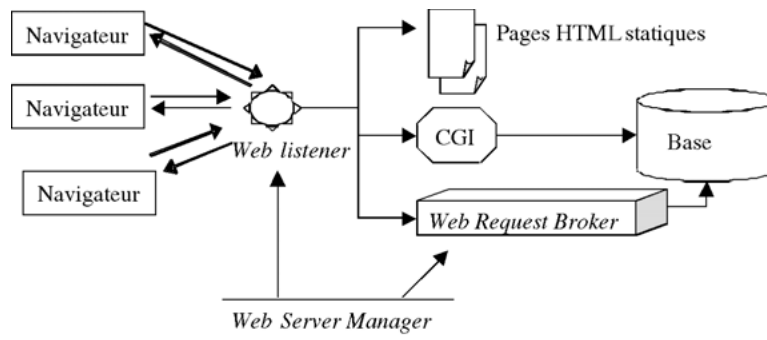 Navigateur
Pages HTML statiques
Navigateur
CGI
Base
Web listener
Navigateur
Web Request Broker
Web Server Manager